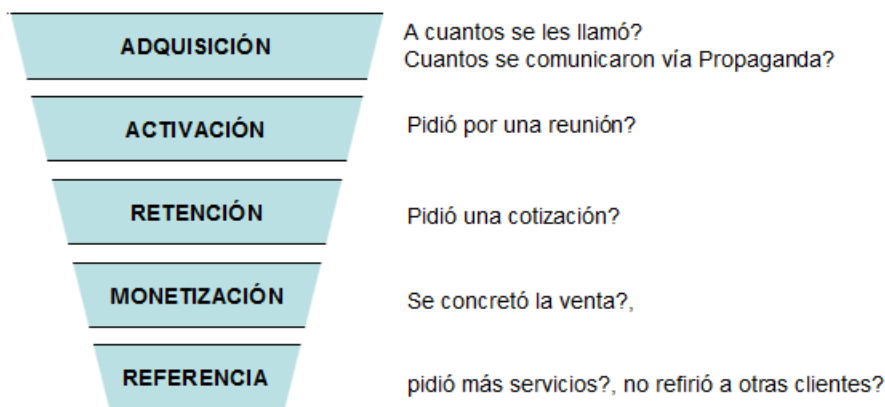 ADQUISICIÓN
A cuantos se les llamó?
Cuantos se comunicaron vía Propaganda?
ACTIVACIÓN
Pidió por una reunión?
RETENCIÓN
Pidió una cotización?
MONETIZACIÓN
Se concretó la venta?,
REFERENCIA
pidió más servicios?, no refirió a otras clientes?